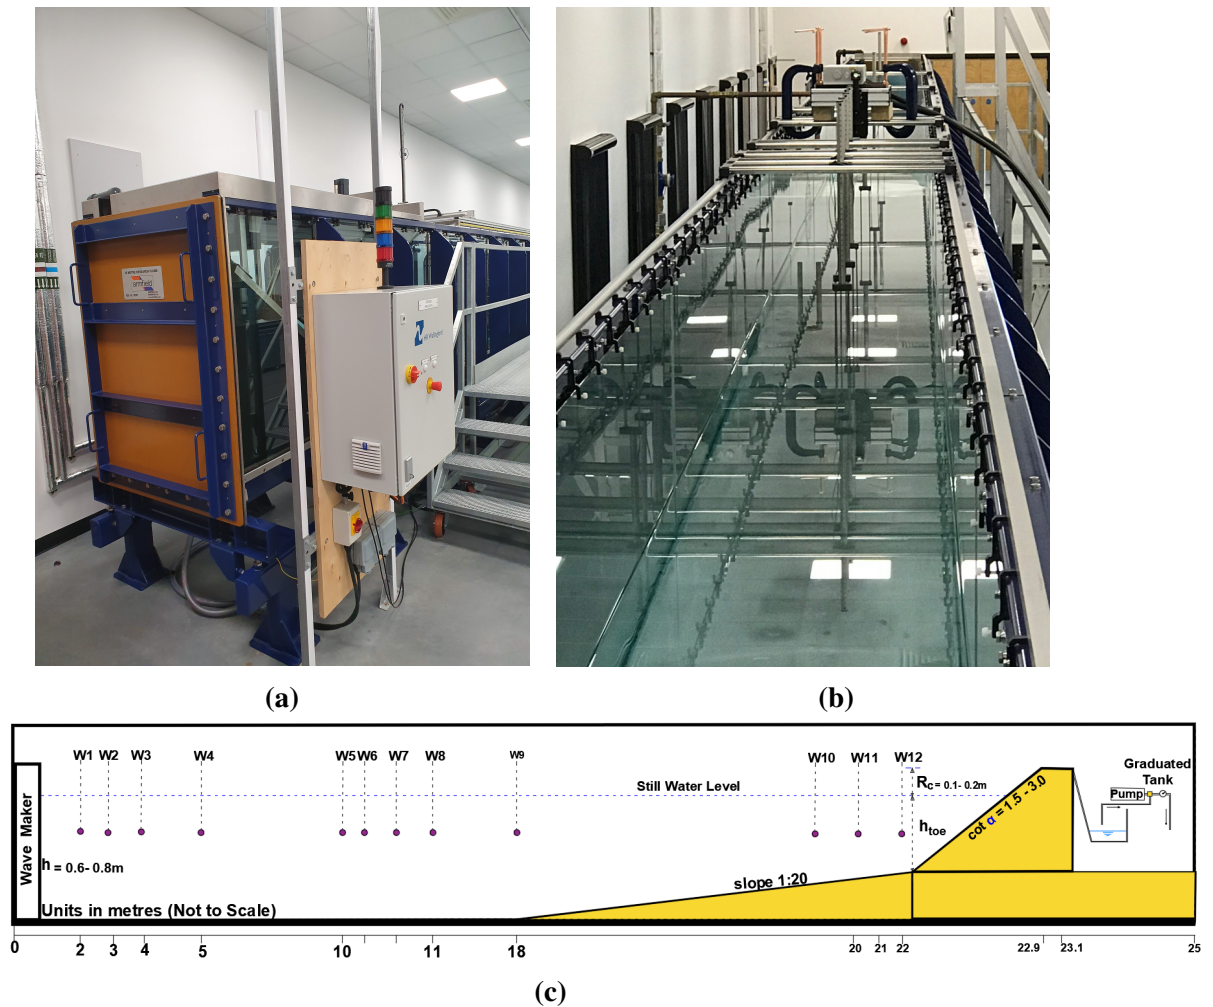 armfield
HR Wallingford
(a)
(b)
W1 W2 W3 W4 W5 W6 W7 W8 W9 W10 W11 W12
Graduated
Tank
Still Water Level
Rc = 0.1- 0.2m
Pump
Wave Maker
cot α = 1.5 - 3.0
htoe
h = 0.6- 0.8m
slope 1:20
Units in metres (Not to Scale)
0 2 3 4 5 10 11 18 20 21 22 22.9 23.1 25
(c)